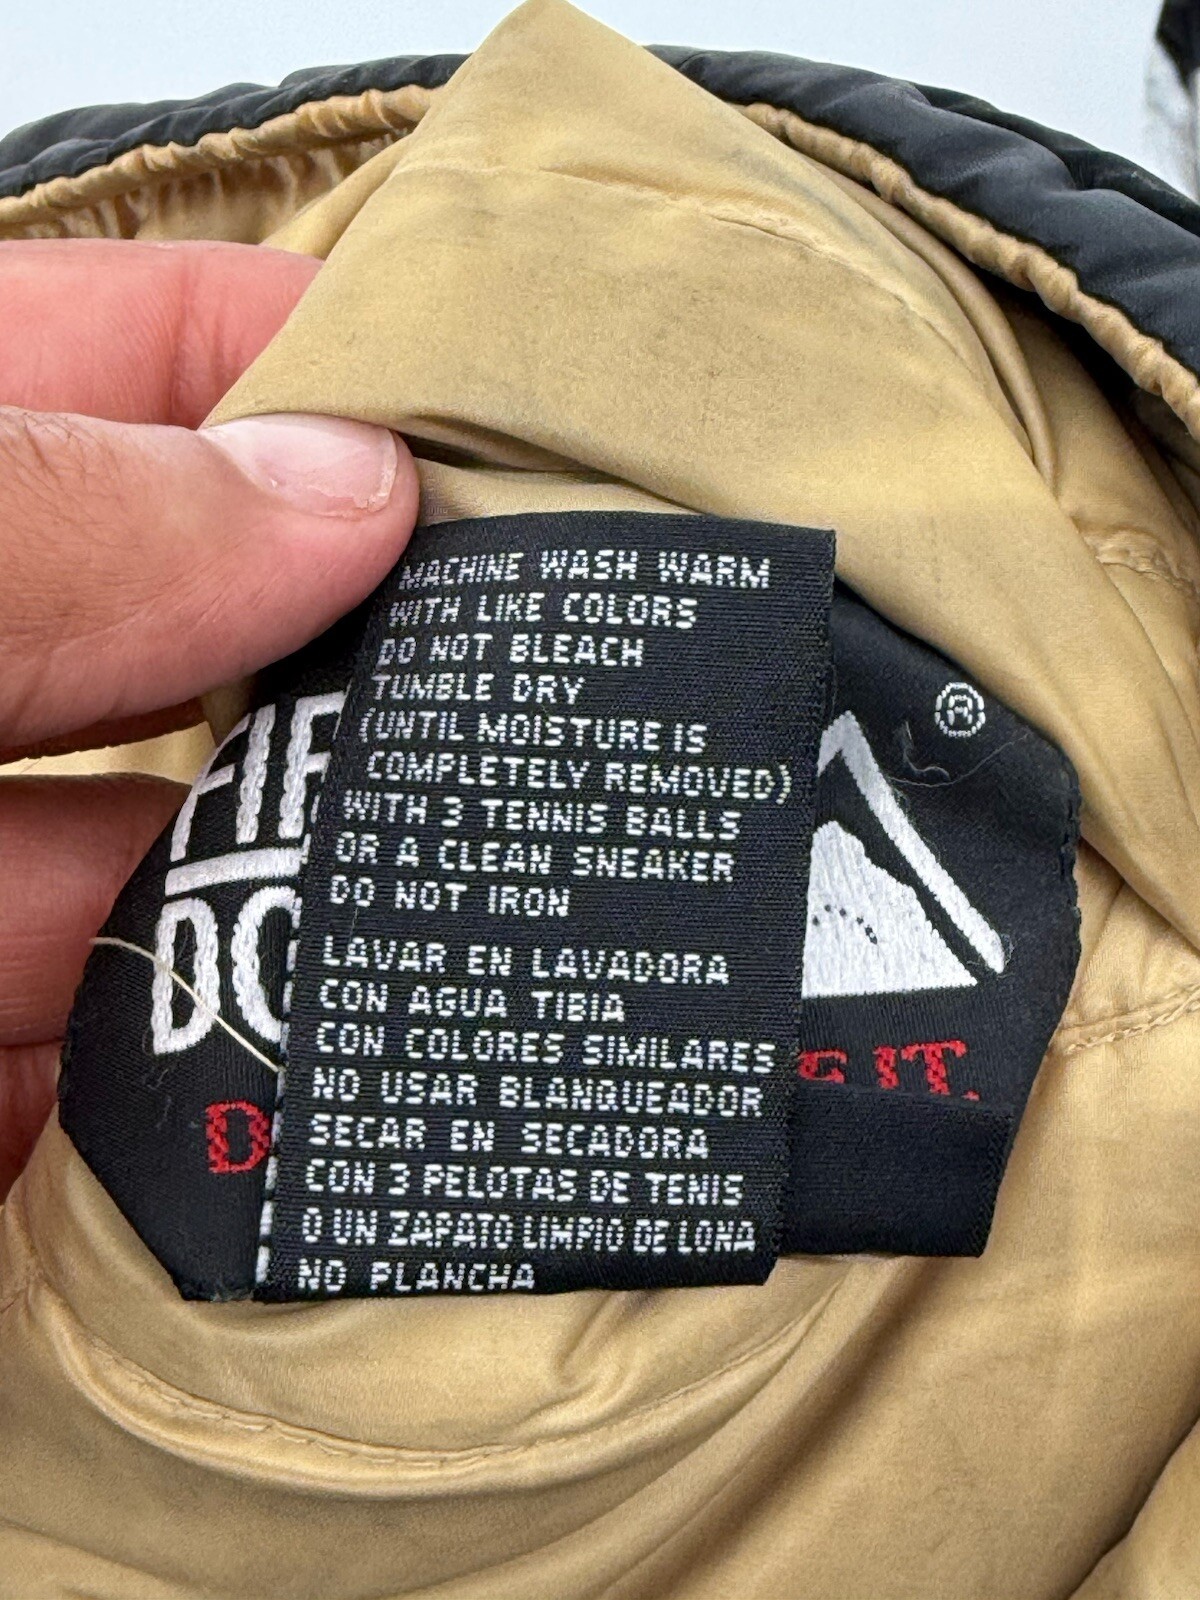 MACHINE WASH WARM
WITH LIKE COLORS
DO NOT BLEACH
TUMBLE DRY
(UNTIL MOISTURE IS
COMPLETELY REMOVED)
WITH 3 TENNIS BALLS
OR A CLEAN SNEAKER
DO NOT IRON
LAVAR EN LAVADORA
CON AGUA TIBIA
CON COLORES SIMILARES
NO USAR BLANQUEADOR
SECAR EN SECADORA
CON 3 PELOTAS DE TENIS
O UN ZAPATO LIMPIO DE LONA
NO PLANCHA
®
IT.